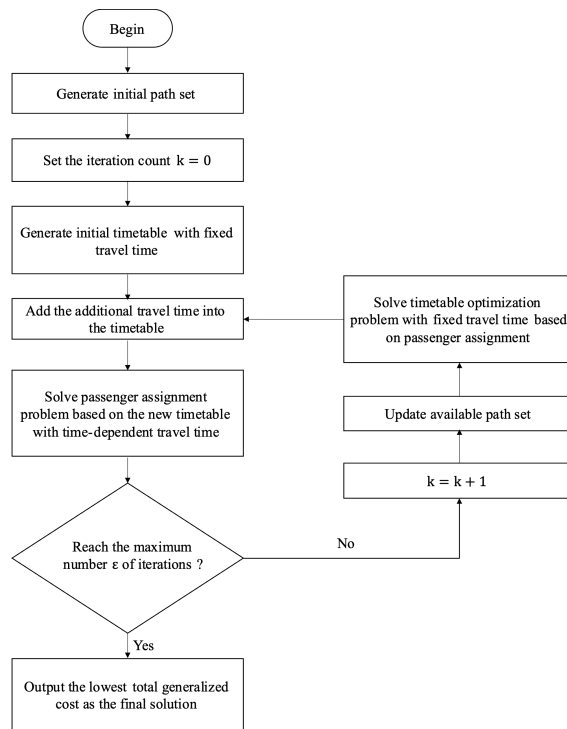 Begin
Generate initial path set
Set the iteration count k = 0
Generate initial timetable with fixed
travel time
Add the additional travel time into
the timetable
Solve passenger assignment
problem based on the new timetable
with time-dependent travel time
Reach the maximum
number ε of iterations ?
No
k = k + 1
Update available path set
Solve timetable optimization
problem with fixed travel time based
on passenger assignment
Yes
Output the lowest total generalized
cost as the final solution